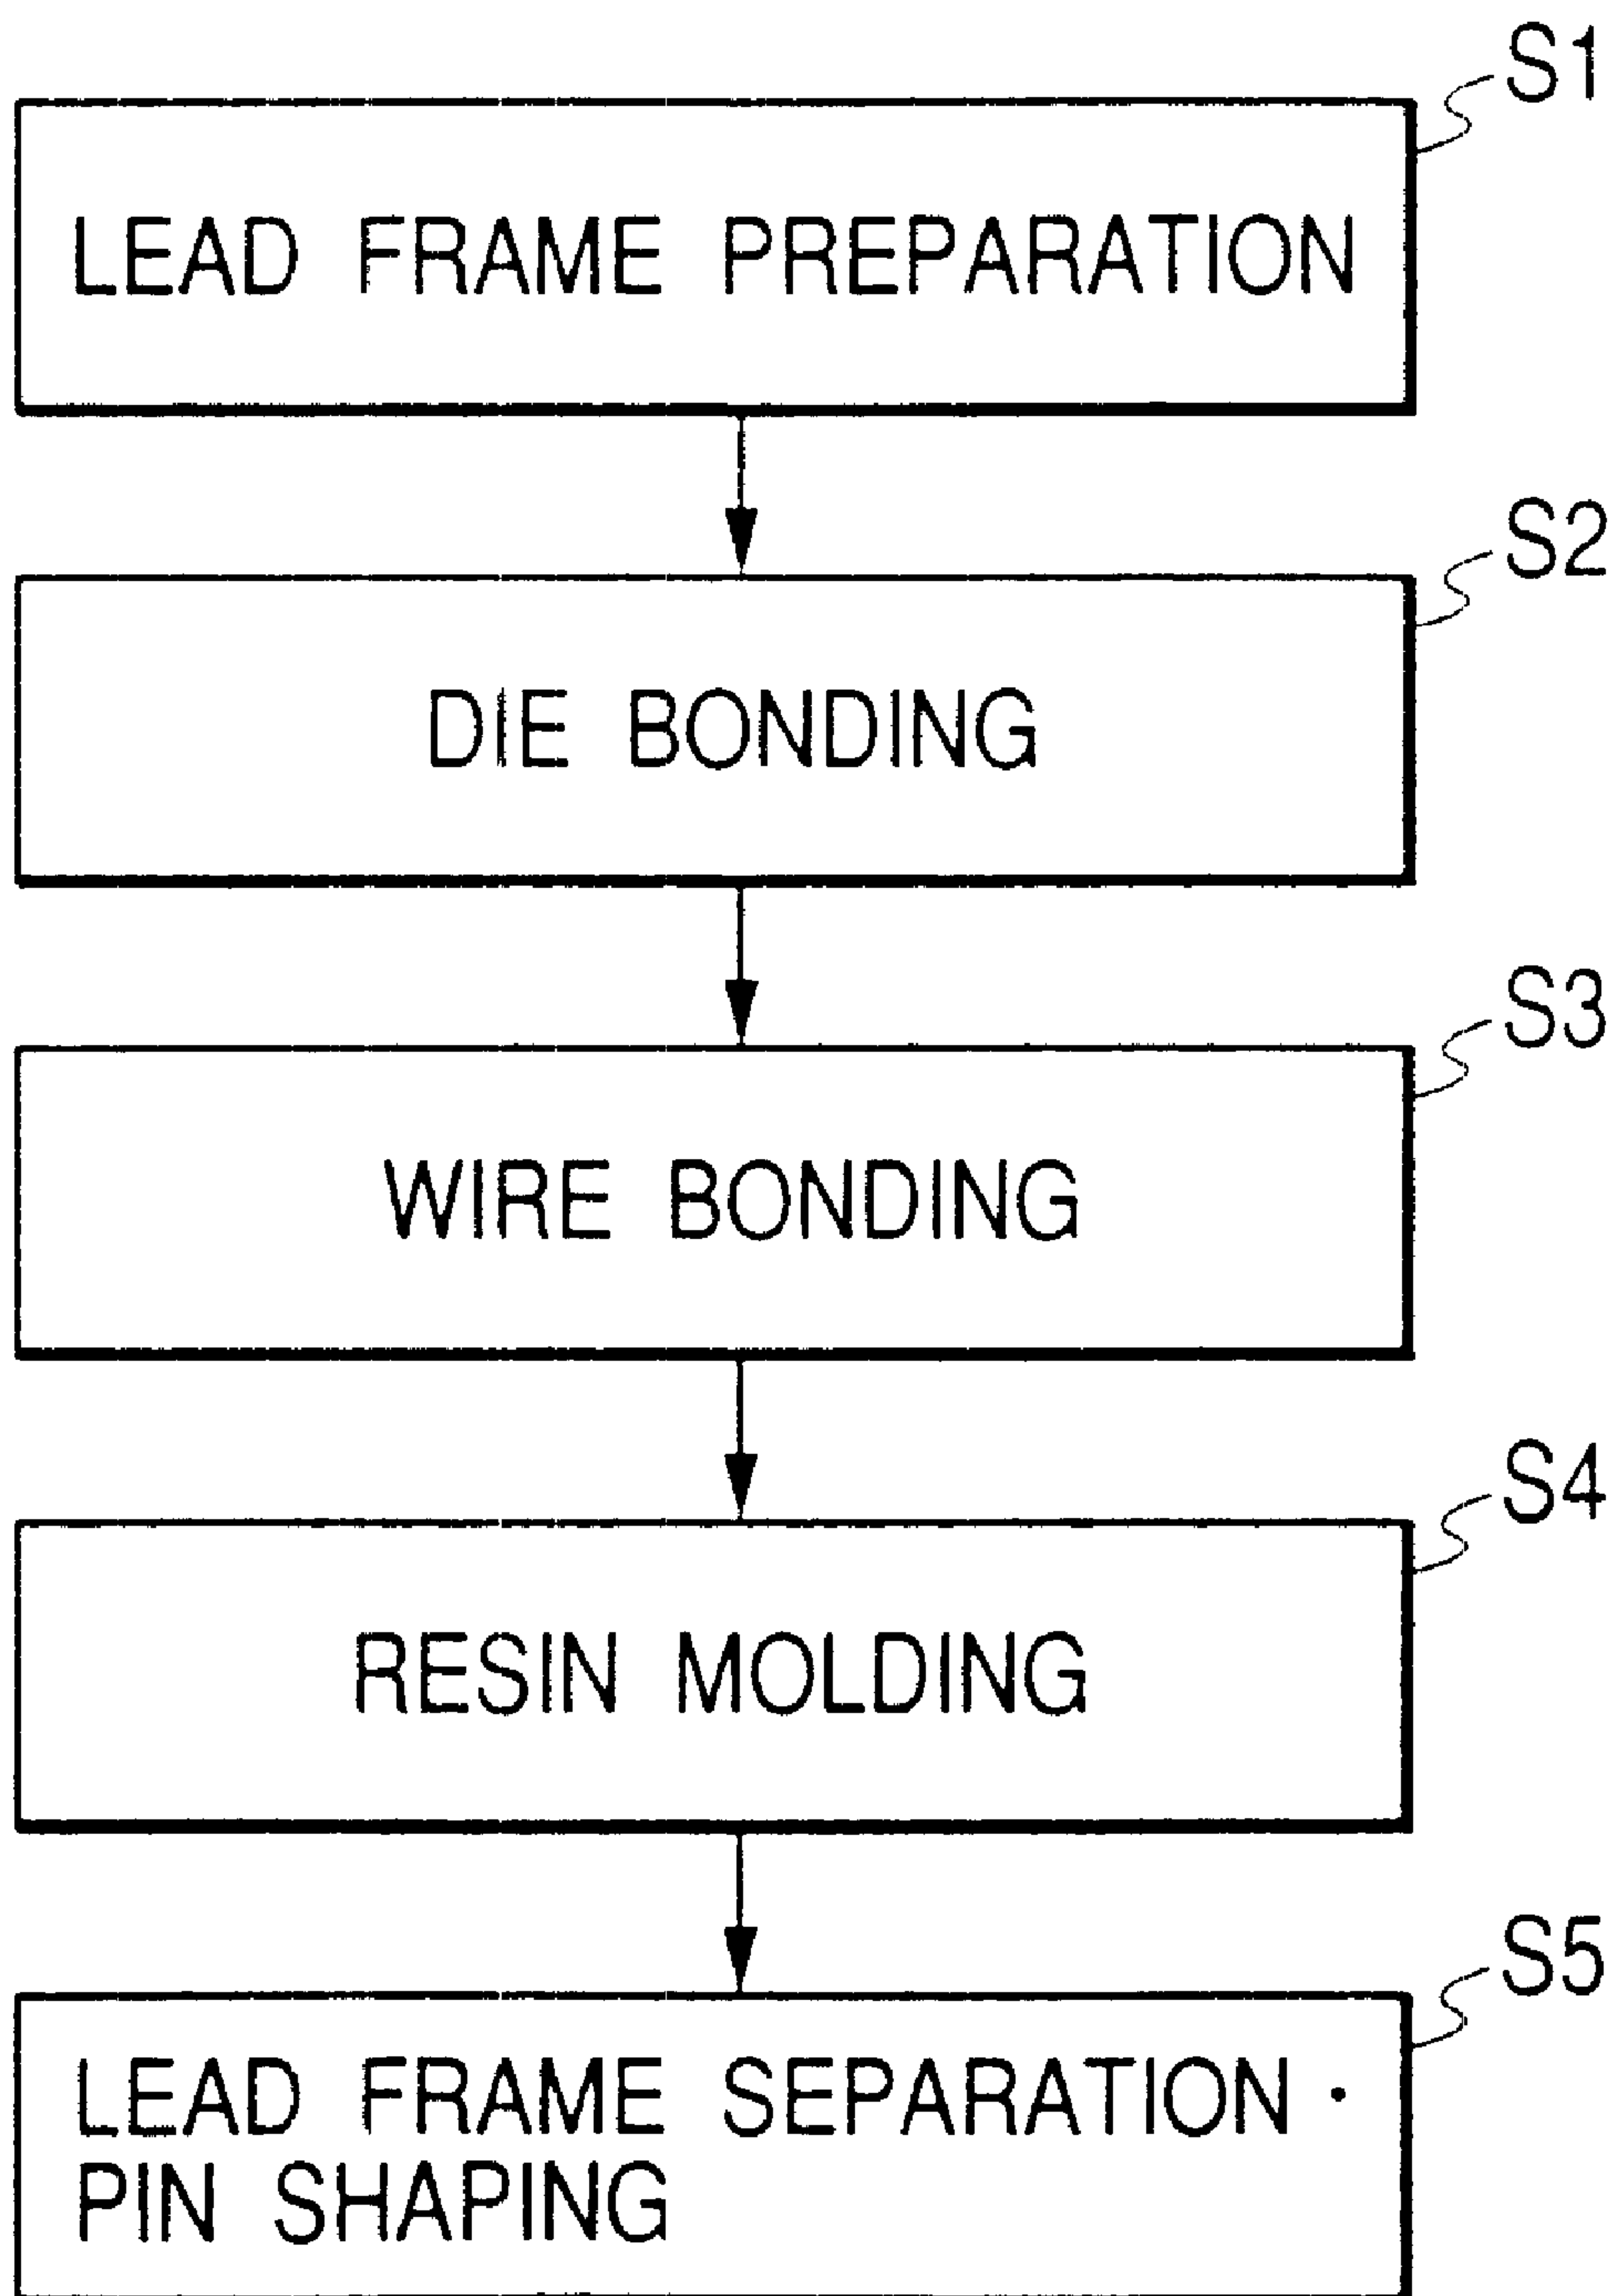 S1
LEAD FRAME PREPARATION
S2
DIE BONDING
S3
WIRE BONDING
S4
RESIN MOLDING
S5
LEAD FRAME SEPARATION・
PIN SHAPING